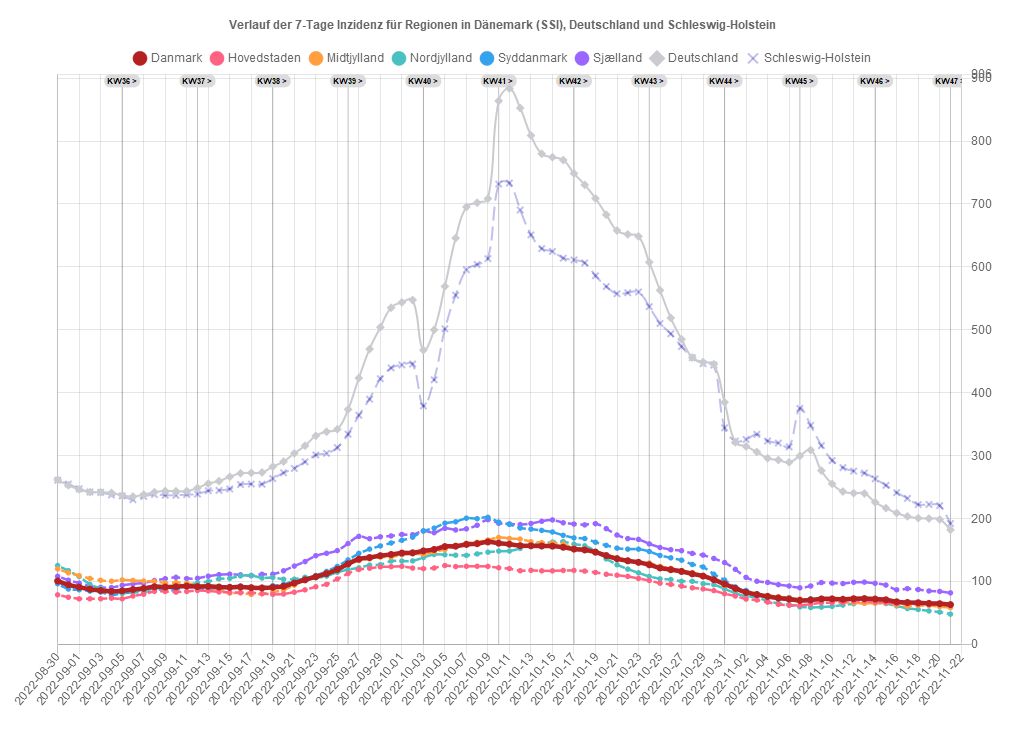 Verlauf der 7-Tage Inzidenz für Regionen in Dänemark (SSI), Deutschland und Schleswig-Holstein
Danmark Hovedstaden Midtjylland Nordjylland Syddanmark Sjælland Deutschland Schleswig-Holstein
KW36 > KW37 > KW38 > KW39 > KW40 > KW41 > KW42 > KW43 > KW44 > KW45 > KW46 > KW47 >
906
900
800
700
600
500
400
300
200
100
0
2022-08-30 2022-09-01 2022-09-03 2022-09-05 2022-09-07 2022-09-09 2022-09-11 2022-09-13 2022-09-15 2022-09-17 2022-09-19 2022-09-21 2022-09-23 2022-09-25 2022-09-27 2022-09-29 2022-10-01 2022-10-03 2022-10-05 2022-10-07 2022-10-09 2022-10-11 2022-10-13 2022-10-15 2022-10-17 2022-10-19 2022-10-21 2022-10-23 2022-10-25 2022-10-27 2022-10-29 2022-10-31 2022-11-02 2022-11-04 2022-11-06 2022-11-08 2022-11-10 2022-11-12 2022-11-14 2022-11-16 2022-11-18 2022-11-20 2022-11-22